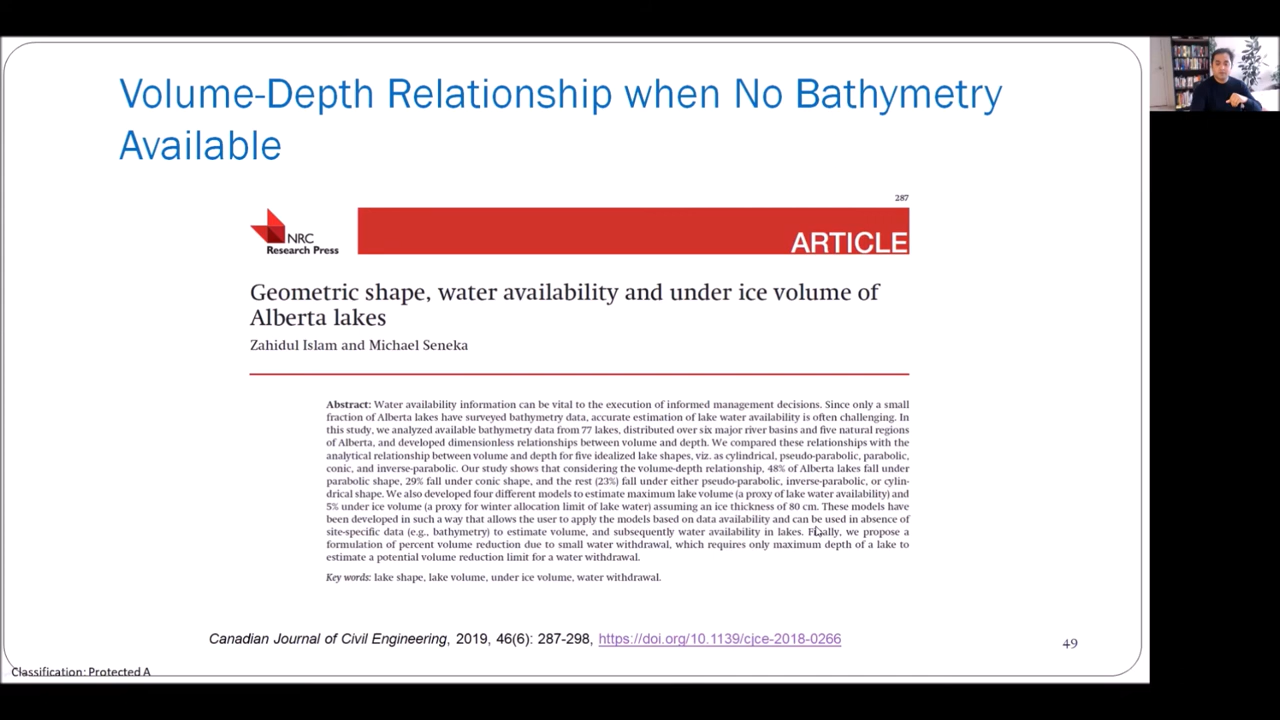 Volume-Depth Relationship when No Bathymetry
Available
287
NRC
Research Press
ARTICLE
Geometric shape, water availability and under ice volume of
Alberta lakes
Zahidul Islam and Michael Seneka
Abstract: Water availability information can be vital to the execution of informed management decisions. Since only a small
fraction of Alberta lakes have surveyed bathymetry data, accurate estimation of lake water availability is often challenging. In
this study, we analyzed available bathymetry data from 77 lakes, distributed over six major river basins and five natural regions
of Alberta, and developed dimensionless relationships between volume and depth. We compared these relationships with the
analytical relationship between volume and depth for five idealized lake shapes, viz. as cylindrical, pseudo-parabolic, parabolic,
conic, and inverse-parabolic. Our study shows that considering the volume-depth relationship, 48% of Alberta lakes fall under
parabolic shape, 29% fall under conic shape, and the rest (23%) fall under either pseudo-parabolic, inverse-parabolic, or cylin-
drical shape. We also developed four different models to estimate maximum lake volume (a proxy of lake water availability) and
5% under ice volume (a proxy for winter allocation limit of lake water) assuming an ice thickness of 80 cm. These models have
been developed in such a way that allows the user to apply the models based on data availability and can be used in absence of
site-specific data (e.g., bathymetry) to estimate volume, and subsequently water availability in lakes. Finally, we propose a
formulation of percent volume reduction due to small water withdrawal, which requires only maximum depth of a lake to
estimate a potential volume reduction limit for a water withdrawal.
Key words: lake shape, lake volume, under ice volume, water withdrawal.
Canadian Journal of Civil Engineering, 2019, 46(6): 287-298, https://doi.org/10.1139/cjce-2018-0266
49
Classification: Protected A